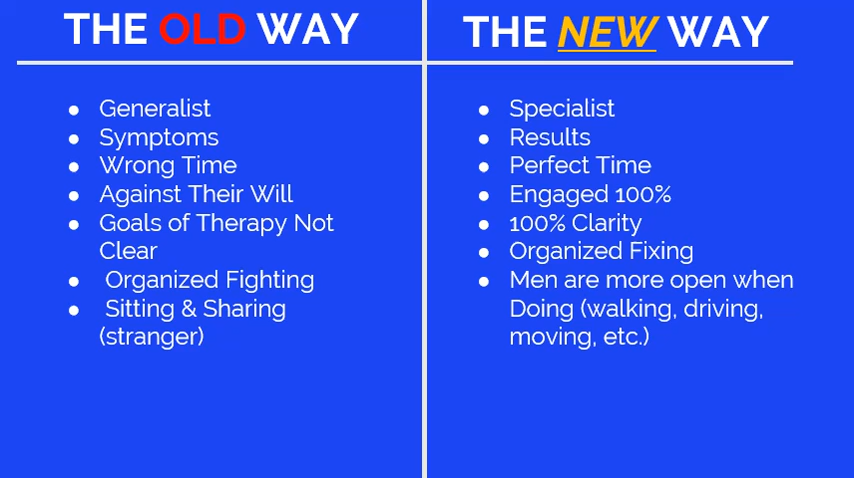 THE OLD WAY
Generalist
Symptoms
Wrong Time
Against Their Will
Goals of Therapy Not
Clear
Organized Fighting
Sitting & Sharing
(stranger)
THE NEW WAY
Specialist
Results
Perfect Time
Engaged 100%
100% Clarity
Organized Fixing
Men are more open when
Doing (walking, driving,
moving, etc.)